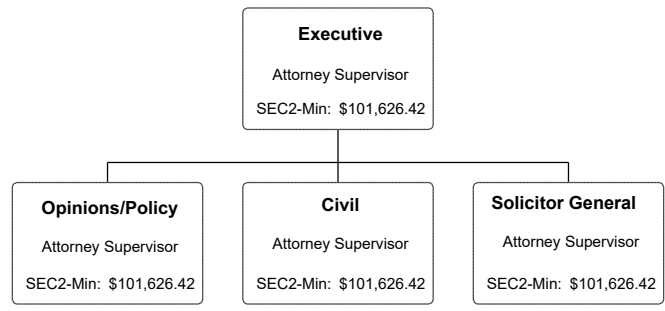 Executive
Attorney Supervisor
SEC2-Min: $101,626.42
Opinions/Policy
Attorney Supervisor
SEC2-Min: $101,626.42
Civil
Attorney Supervisor
SEC2-Min: $101,626.42
Solicitor General
Attorney Supervisor
SEC2-Min: $101,626.42